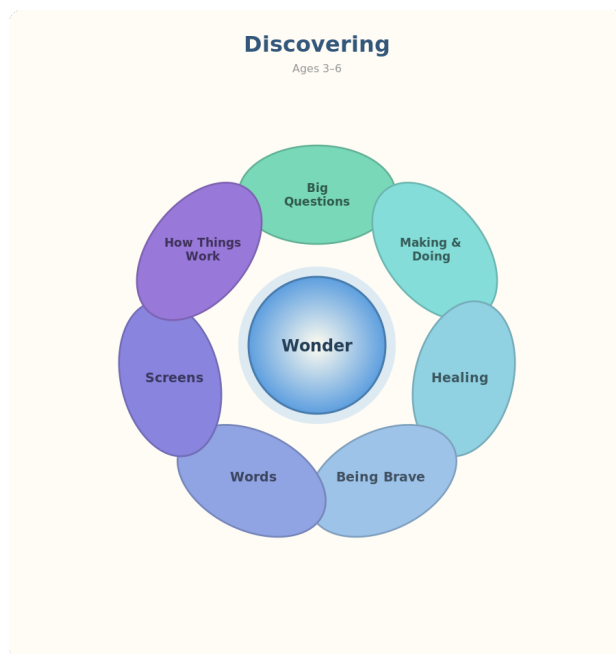 Discovering
Ages 3–6
Big
Questions
How Things
Work
Making &
Doing
Wonder
Screens
Healing
Words
Being Brave